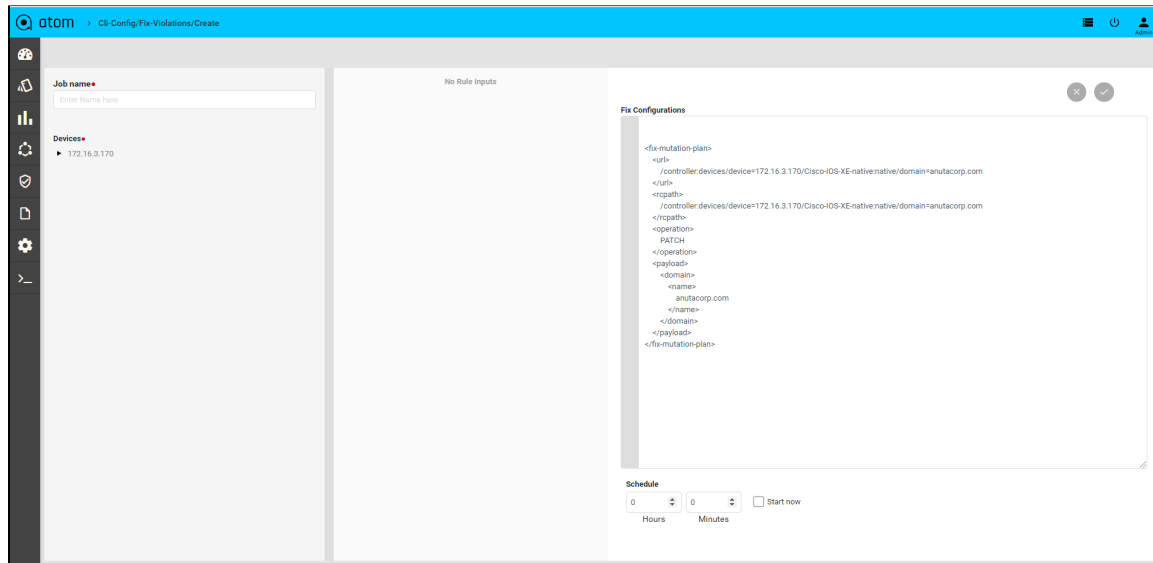 atom › Cli-Config/Fix-Violations/Create
Admin
Job name●
Enter Name here
Devices●
172.16.3.170
No Rule Inputs
Fix Configurations
<fix-mutation-plan>
<url>
/controller:devices/device=172.16.3.170/Cisco-IOS-XE-native:native/domain=anutacorp.com
</url>
<rcpath>
/controller:devices/device=172.16.3.170/Cisco-IOS-XE-native:native/domain=anutacorp.com
</rcpath>
<operation>
PATCH
</operation>
<payload>
<domain>
<name>
anutacorp.com
</name>
</domain>
</payload>
</fix-mutation-plan>
Schedule
0 0 Start now
Hours Minutes